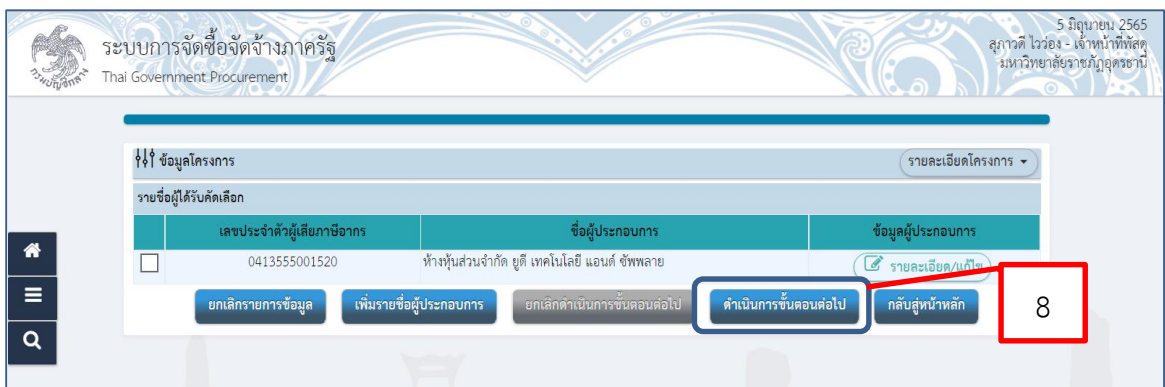 5 มิถุนายน 2565
สุภาวดี ไวว่อง - เจ้าหน้าที่พัสดุ
มหาวิทยาลัยราชภัฏอุดรธานี
กรมบัญชีกลาง
ระบบการจัดซื้อจัดจ้างภาครัฐ
Thai Government Procurement
ข้อมูลโครงการ
รายละเอียดโครงการ
รายชื่อผู้ได้รับคัดเลือก
เลขประจำตัวผู้เสียภาษีอากร ชื่อผู้ประกอบการ ข้อมูลผู้ประกอบการ
0413555001520 ห้างหุ้นส่วนจำกัด ยูดี เทคโนโลยี แอนด์ ซัพพลาย รายละเอียด/แก้ไข
ยกเลิกรายการข้อมูล เพิ่มรายชื่อผู้ประกอบการ ยกเลิกดำเนินการขั้นตอนต่อไป ดำเนินการขั้นตอนต่อไป กลับสู่หน้าหลัก
8